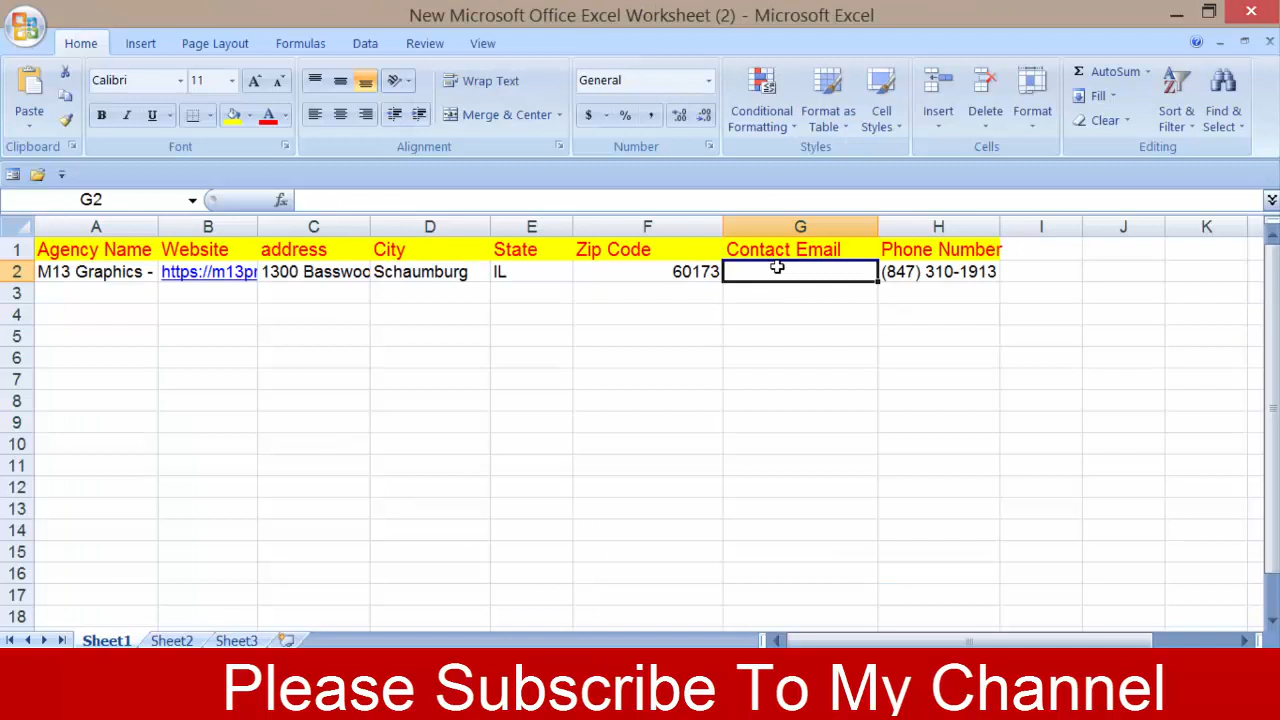 New Microsoft Office Excel Worksheet (2) - Microsoft Excel
Home Insert Page Layout Formulas Data Review View
Calibri 11 Wrap Text General AutoSum
Paste Conditional Format as Cell Insert Delete Format Fill Sort & Find &
B I U Merge & Center $ % , Formatting Table Styles Clear Filter Select
Clipboard Font Alignment Number Styles Cells Editing
G2 fx
A B C D E F G H I J K
1 Agency Name Website address City State Zip Code Contact Email Phone Number
2 M13 Graphics - https://m13pr 1300 Basswoo Schaumburg IL 60173 (847) 310-1913
3
4
5
6
7
8
9
10
11
12
13
14
15
16
17
18
Sheet1 Sheet2 Sheet3
Please Subscribe To My Channel